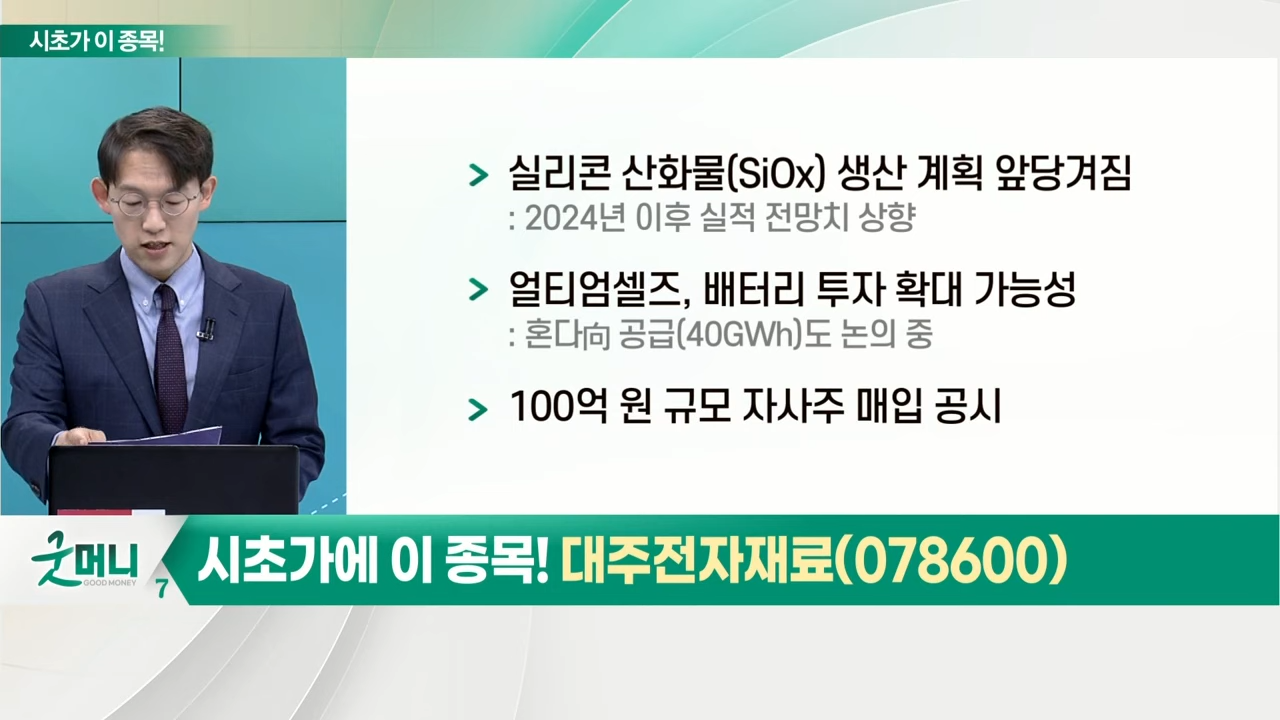 시초가 이 종목!
실리콘 산화물(SiOx) 생산 계획 앞당겨짐
: 2024년 이후 실적 전망치 상향
얼티엄셀즈, 배터리 투자 확대 가능성
: 혼다向 공급(40GWh)도 논의 중
100억 원 규모 자사주 매입 공시
굿머니
GOOD MONEY
7
시초가에 이 종목! 대주전자재료(078600)